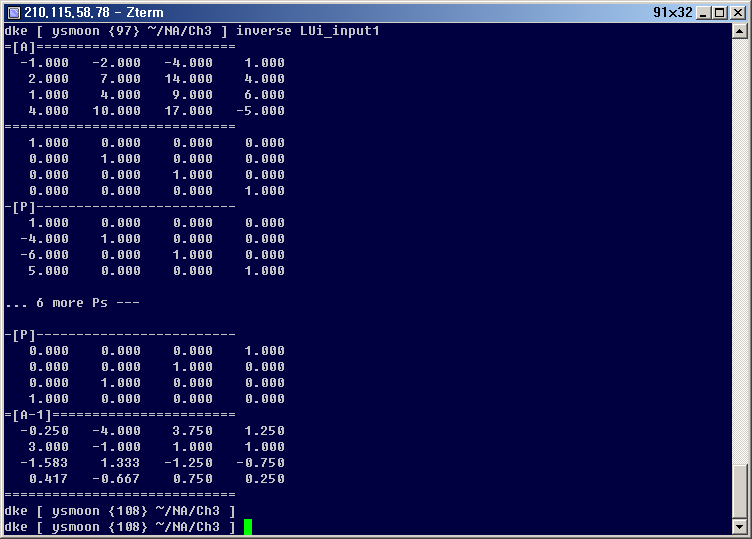 210.115.58.78 - Zterm 91×32
dke [ ysmoon {97} ~/NA/Ch3 ] inverse LUi_input1
=[A]=========================
-1.000 -2.000 -4.000 1.000
2.000 7.000 14.000 4.000
1.000 4.000 9.000 6.000
4.000 10.000 17.000 -5.000
=============================
1.000 0.000 0.000 0.000
0.000 1.000 0.000 0.000
0.000 0.000 1.000 0.000
0.000 0.000 0.000 1.000
-[P]-------------------------
1.000 0.000 0.000 0.000
-4.000 1.000 0.000 0.000
-6.000 0.000 1.000 0.000
5.000 0.000 0.000 1.000
... 6 more Ps ---
-[P]-------------------------
0.000 0.000 0.000 1.000
0.000 0.000 1.000 0.000
0.000 1.000 0.000 0.000
1.000 0.000 0.000 0.000
=[A-1]=======================
-0.250 -4.000 3.750 1.250
3.000 -1.000 1.000 1.000
-1.583 1.333 -1.250 -0.750
0.417 -0.667 0.750 0.250
=============================
dke [ ysmoon {108} ~/NA/Ch3 ]
dke [ ysmoon {108} ~/NA/Ch3 ]